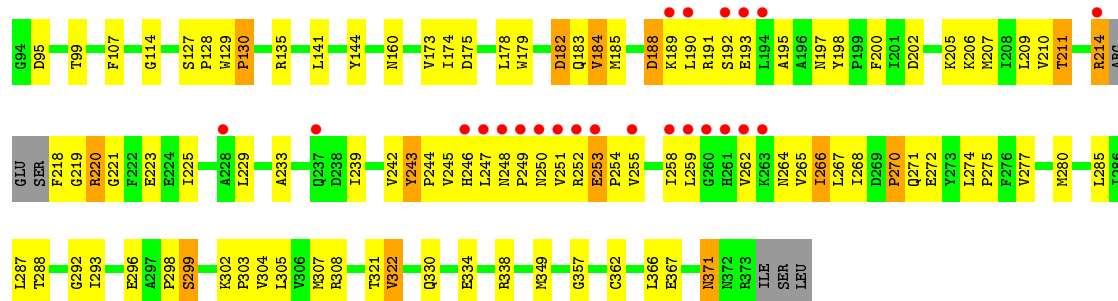 G94 D95 T99 F107 G114 S127 P128 W129 P130 R135 L141 Y144 N160 V173 I174 D175 L178 W179 D182 Q183 V184 M185 D188 K189 L190 R191 S192 E193 L194 A195 A196 N197 Y198 P199 F200 I201 D202 K205 K206 M207 I208 L209 V210 T211 R214 ARG
GLU SER F218 G219 R220 G221 F222 E223 E224 I225 A228 L229 A233 Q237 D238 I239 V242 Y243 P244 V245 H246 L247 N248 P249 N250 V251 R252 E253 P254 V255 I258 L259 G260 H261 V262 K263 N264 V265 I266 L267 I268 D269 P270 Q271 E272 Y273 L274 P275 F276 V277 M280 L285 I286
L287 T288 G292 I293 E296 A297 P298 S299 K302 P303 V304 L305 V306 M307 R308 T321 V322 Q330 E334 R338 M349 G357 C362 L366 E367 N371 N372 R373 ILE SER LEU